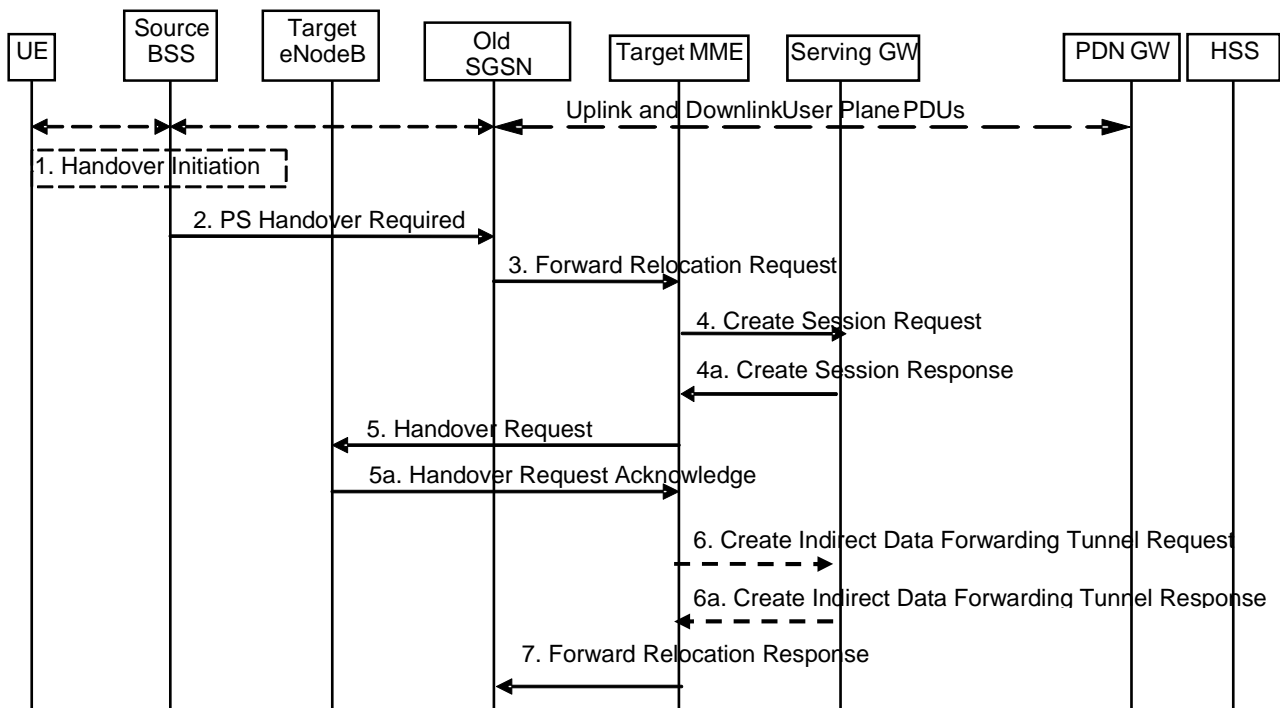 UE
Source
BSS
Target
eNodeB
Old
SGSN
Target MME
Serving GW
PDN GW
HSS
Uplink and DownlinkUser Plane PDUs
1. Handover Initiation
2. PS Handover Required
3. Forward Relocation Request
4. Create Session Request
4a. Create Session Response
5. Handover Request
5a. Handover Request Acknowledge
6. Create Indirect Data Forwarding Tunnel Request
6a. Create Indirect Data Forwarding Tunnel Response
7. Forward Relocation Response